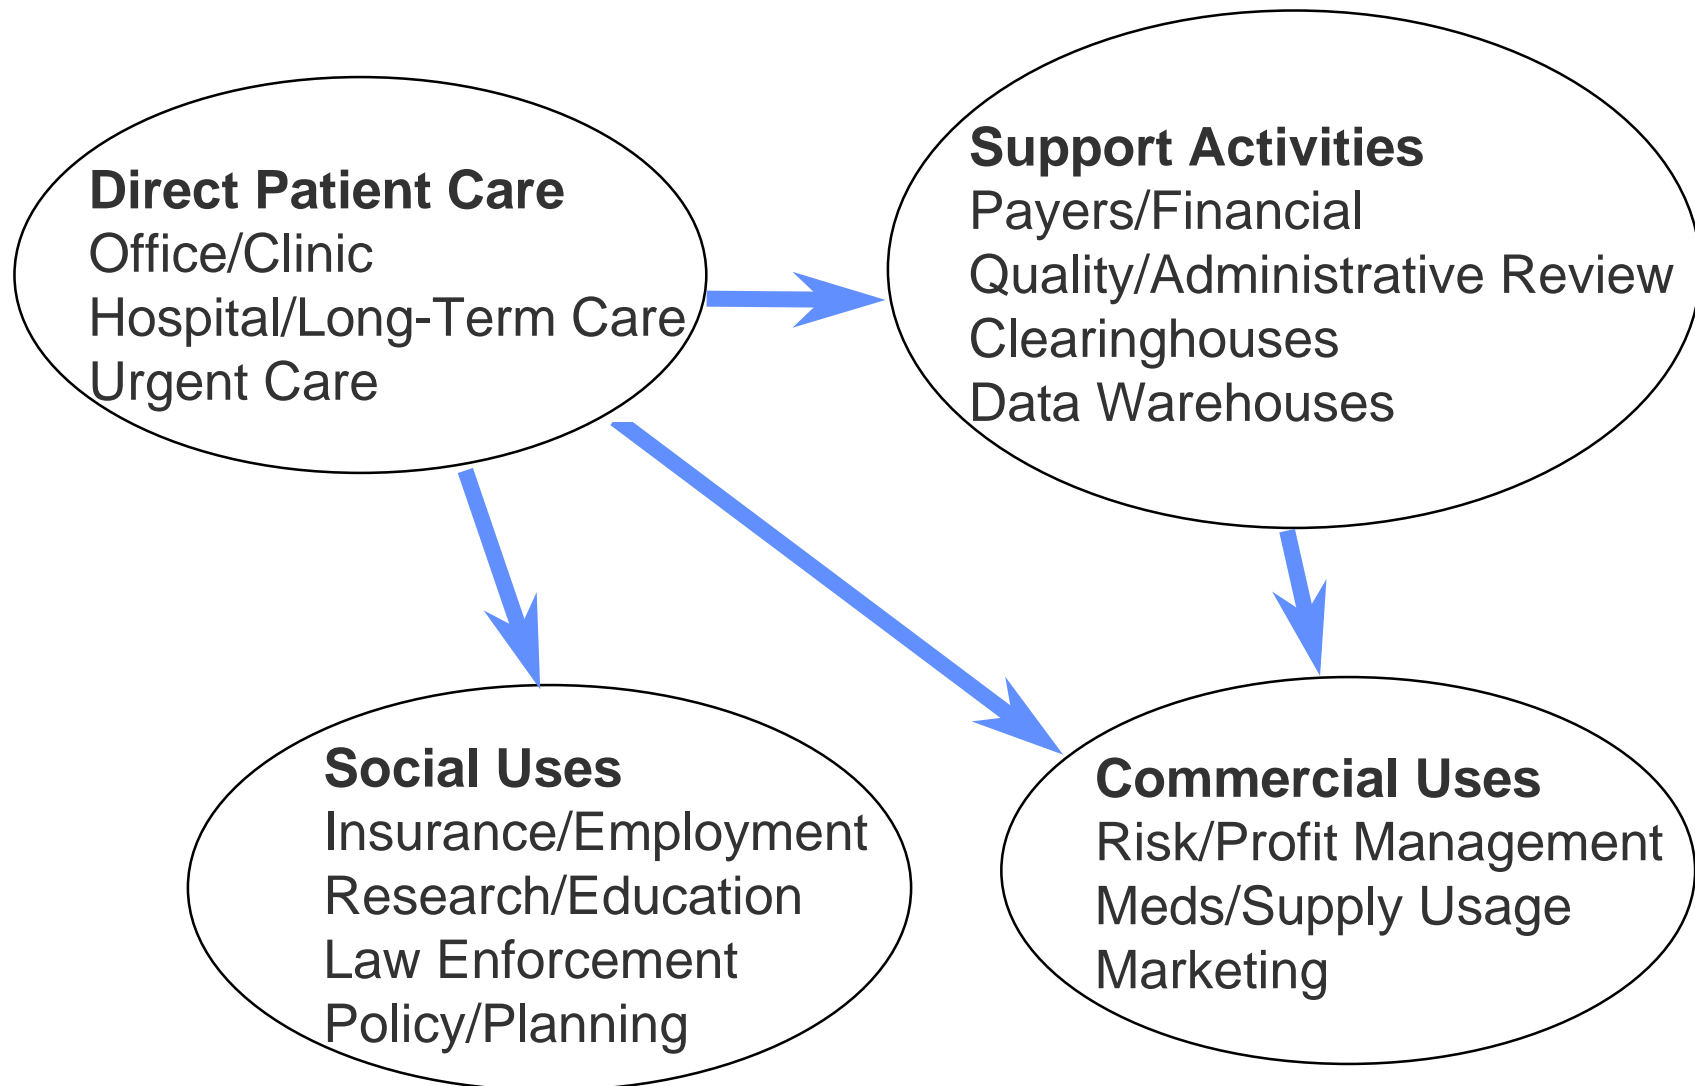 Direct Patient Care
Office/Clinic
Hospital/Long-Term Care
Urgent Care
Support Activities
Payers/Financial
Quality/Administrative Review
Clearinghouses
Data Warehouses
Social Uses
Insurance/Employment
Research/Education
Law Enforcement
Policy/Planning
Commercial Uses
Risk/Profit Management
Meds/Supply Usage
Marketing